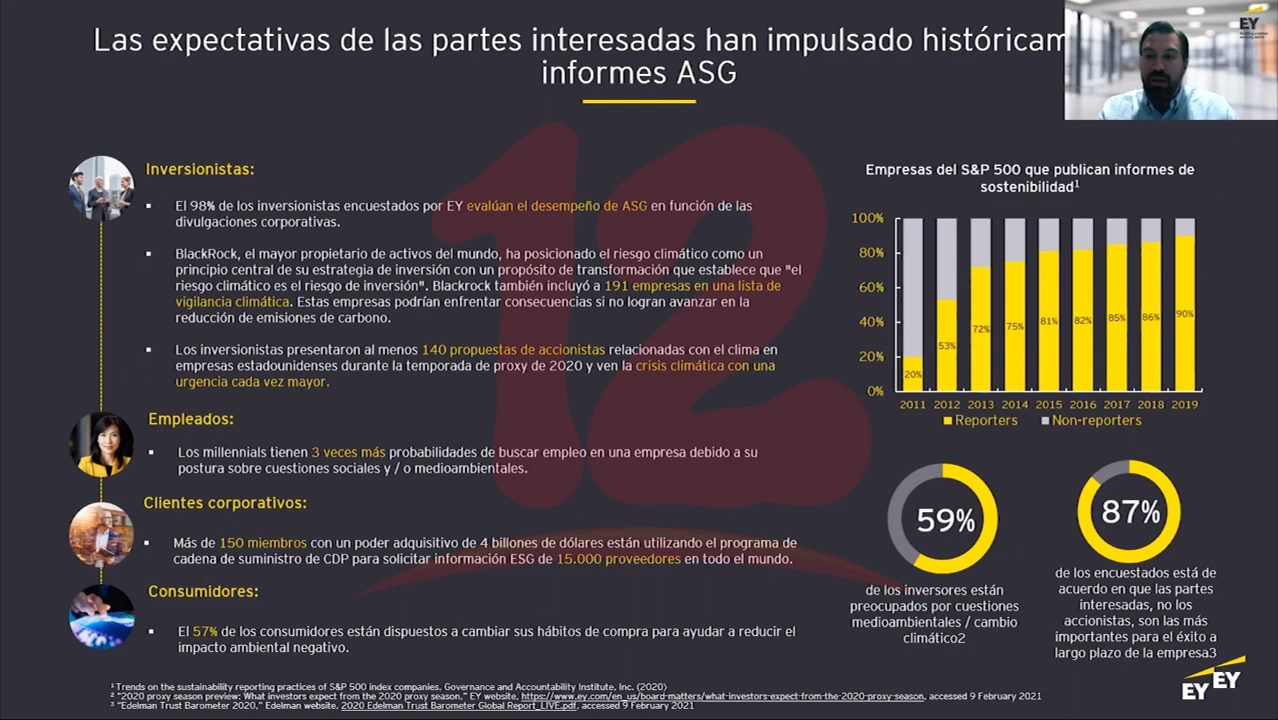 Las expectativas de las partes interesadas han impulsado históricam
informes ASG
EY
Inversionistas:
▪ El 98% de los inversionistas encuestados por EY evalúan el desempeño de ASG en función de las
divulgaciones corporativas.
▪ BlackRock, el mayor propietario de activos del mundo, ha posicionado el riesgo climático como un
principio central de su estrategia de inversión con un propósito de transformación que establece que "el
riesgo climático es el riesgo de inversión". Blackrock también incluyó a 191 empresas en una lista de
vigilancia climática. Estas empresas podrían enfrentar consecuencias si no logran avanzar en la
reducción de emisiones de carbono.
▪ Los inversionistas presentaron al menos 140 propuestas de accionistas relacionadas con el clima en
empresas estadounidenses durante la temporada de proxy de 2020 y ven la crisis climática con una
urgencia cada vez mayor.
Empleados:
▪ Los millennials tienen 3 veces más probabilidades de buscar empleo en una empresa debido a su
postura sobre cuestiones sociales y / o medioambientales.
Clientes corporativos:
▪ Más de 150 miembros con un poder adquisitivo de 4 billones de dólares están utilizando el programa de
cadena de suministro de CDP para solicitar información ESG de 15.000 proveedores en todo el mundo.
Consumidores:
▪ El 57% de los consumidores están dispuestos a cambiar sus hábitos de compra para ayudar a reducir el
impacto ambiental negativo.
12
Empresas del S&P 500 que publican informes de
sostenibilidad1
100%
80%
60%
40%
20%
0%
20% 53% 72% 75% 81% 82% 85% 86% 90%
2011 2012 2013 2014 2015 2016 2017 2018 2019
Reporters Non-reporters
59%
de los inversores están
preocupados por cuestiones
medioambientales / cambio
climático2
87%
de los encuestados está de
acuerdo en que las partes
interesadas, no los
accionistas, son las más
importantes para el éxito a
largo plazo de la empresa3
1 Trends on the sustainability reporting practices of S&P 500 index companies, Governance and Accountability Institute, Inc. (2020)
2 "2020 proxy season preview: What investors expect from the 2020 proxy season," EY website, https://www.ey.com/en_us/board-matters/what-investors-expect-from-the-2020-proxy-season, accessed 9 February 2021
3 "Edelman Trust Barometer 2020," Edelman website, 2020 Edelman Trust Barometer Global Report_LIVE.pdf, accessed 9 February 2021
EY EY